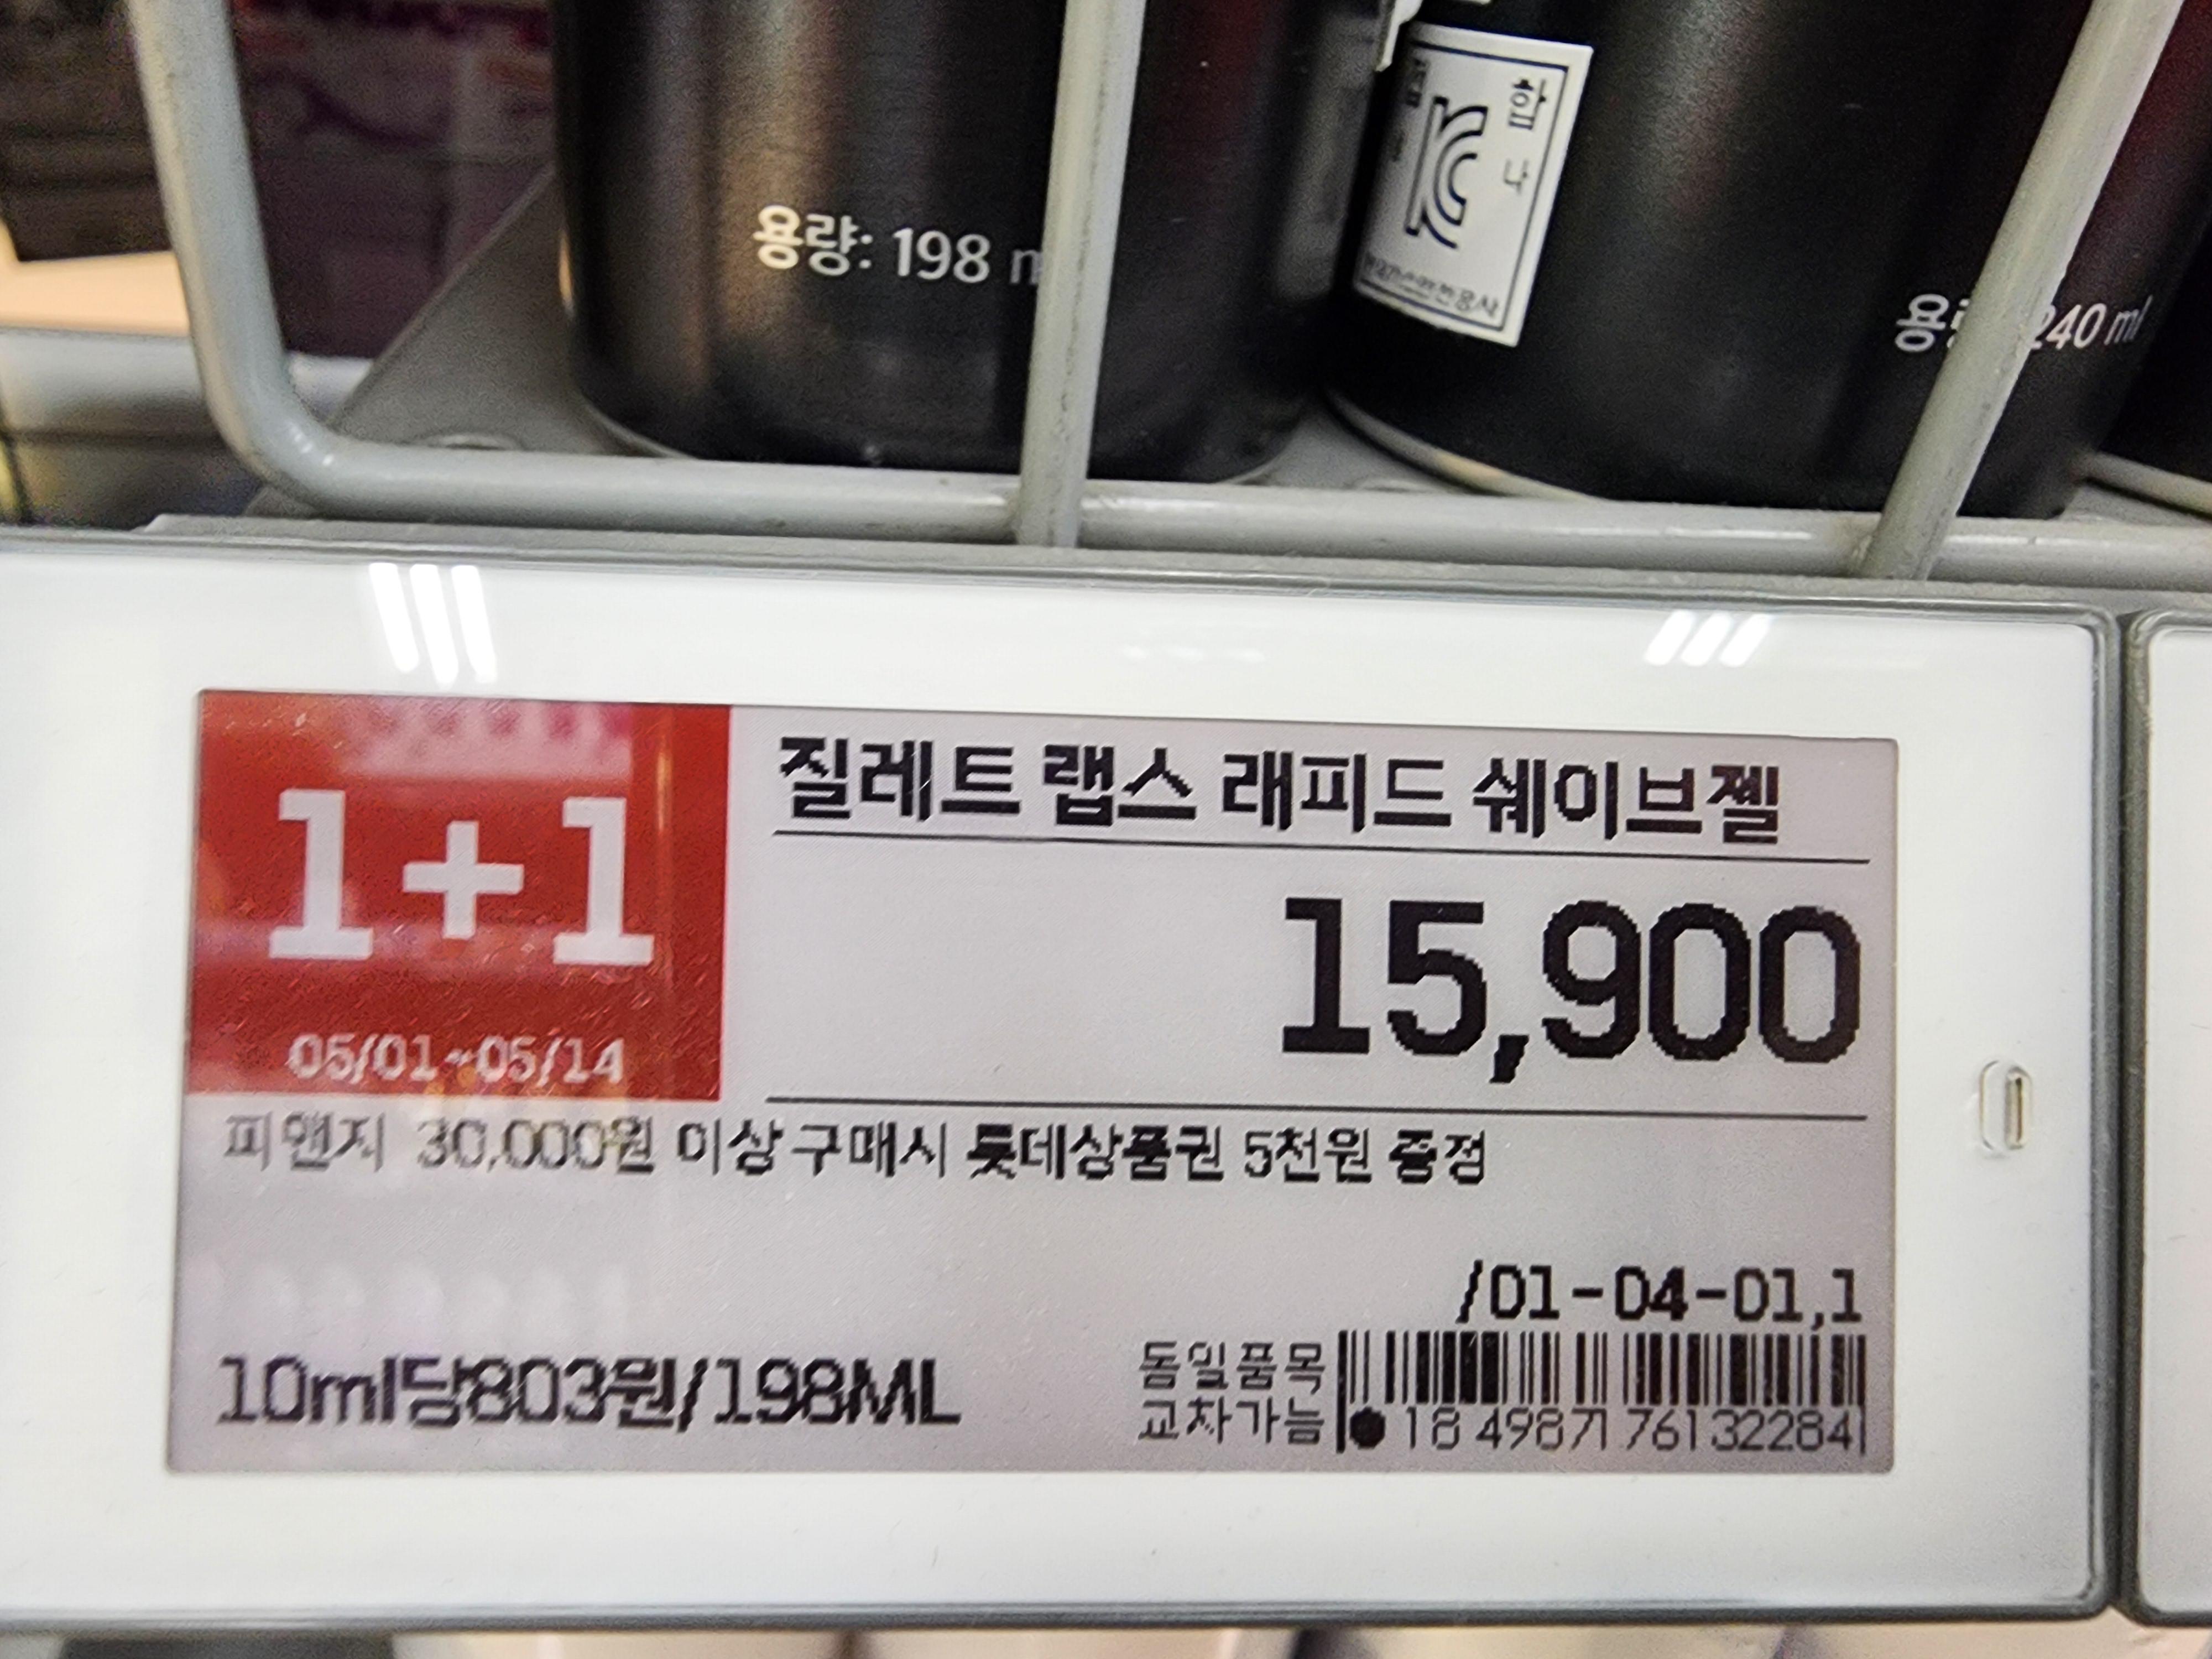 용량: 198 m
합
240 ml
1+1
05/01~05/14
질레트 랩스 래피드 쉐이브젤
15,900
피앤지 30,000원 이상 구매시 롯데상품권 5천원 증정
/01-04-01,1
10ml당803원/198ML
동일품목
교차가능
18 49871 76132284